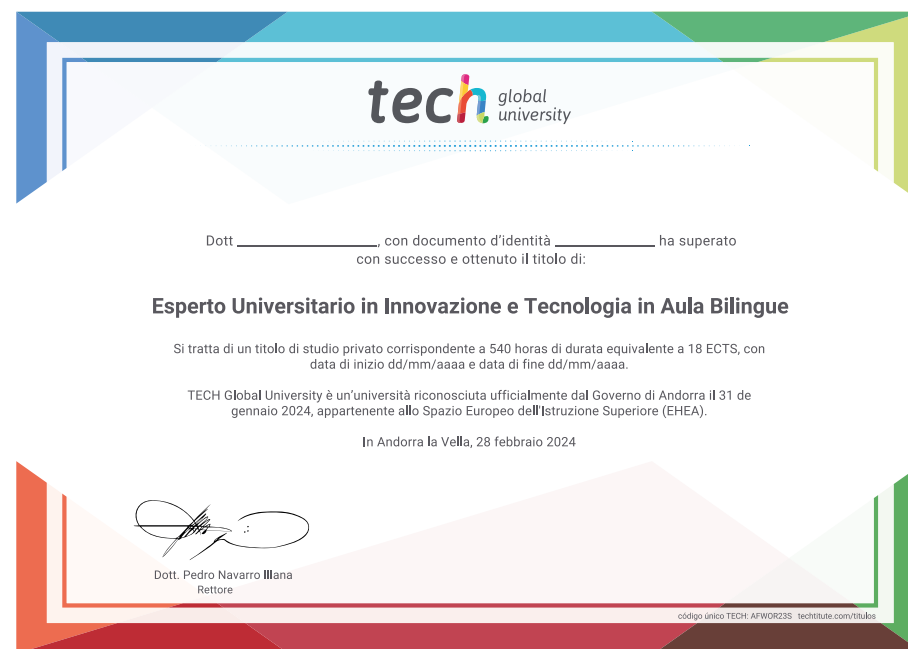 tech global university
Dott ________________, con documento d'identità ____________ ha superato
con successo e ottenuto il titolo di:
Esperto Universitario in Innovazione e Tecnologia in Aula Bilingue
Si tratta di un titolo di studio privato corrispondente a 540 horas di durata equivalente a 18 ECTS, con
data di inizio dd/mm/aaaa e data di fine dd/mm/aaaa.
TECH Global University è un'università riconosciuta ufficialmente dal Governo di Andorra il 31 de
gennaio 2024, appartenente allo Spazio Europeo dell'Istruzione Superiore (EHEA).
In Andorra la Vella, 28 febbraio 2024
Dott. Pedro Navarro Illana
Rettore
código único TECH: AFWOR23S techtitute.com/titulos